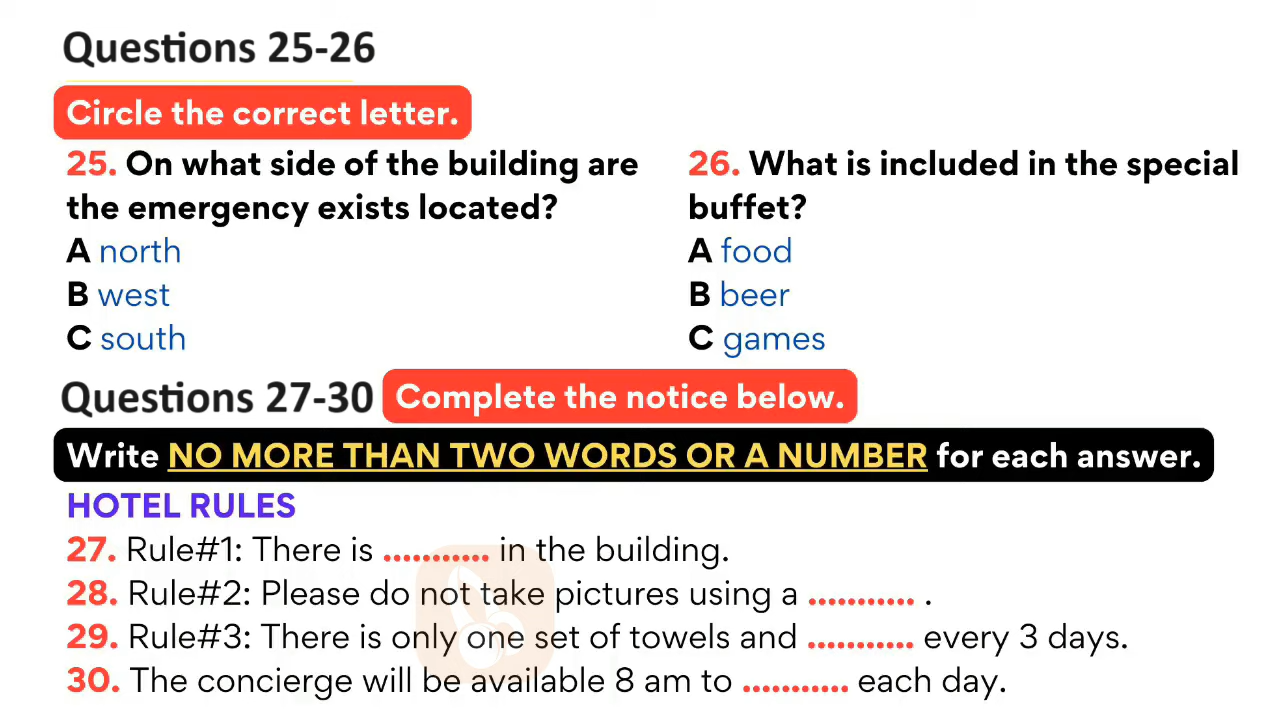 Questions 25-26
Circle the correct letter.
25. On what side of the building are
the emergency exists located?
A north
B west
C south
26. What is included in the special
buffet?
A food
B beer
C games
Questions 27-30 Complete the notice below.
Write NO MORE THAN TWO WORDS OR A NUMBER for each answer.
HOTEL RULES
27. Rule#1: There is ........... in the building.
28. Rule#2: Please do not take pictures using a ........... .
29. Rule#3: There is only one set of towels and ........... every 3 days.
30. The concierge will be available 8 am to ........... each day.